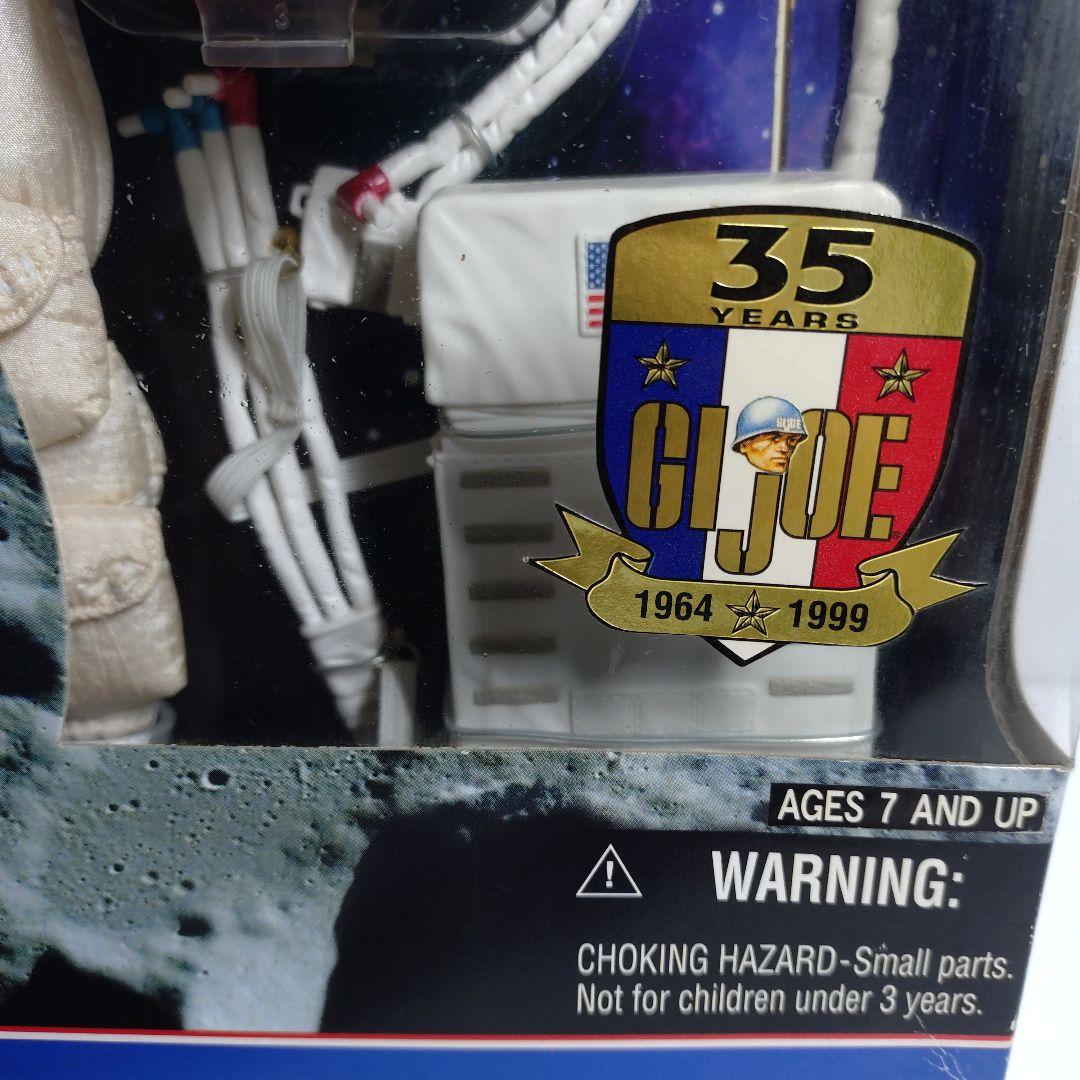 35
YEARS
GI JOE
1964 1999
AGES 7 AND UP
WARNING:
CHOKING HAZARD-Small parts.
Not for children under 3 years.